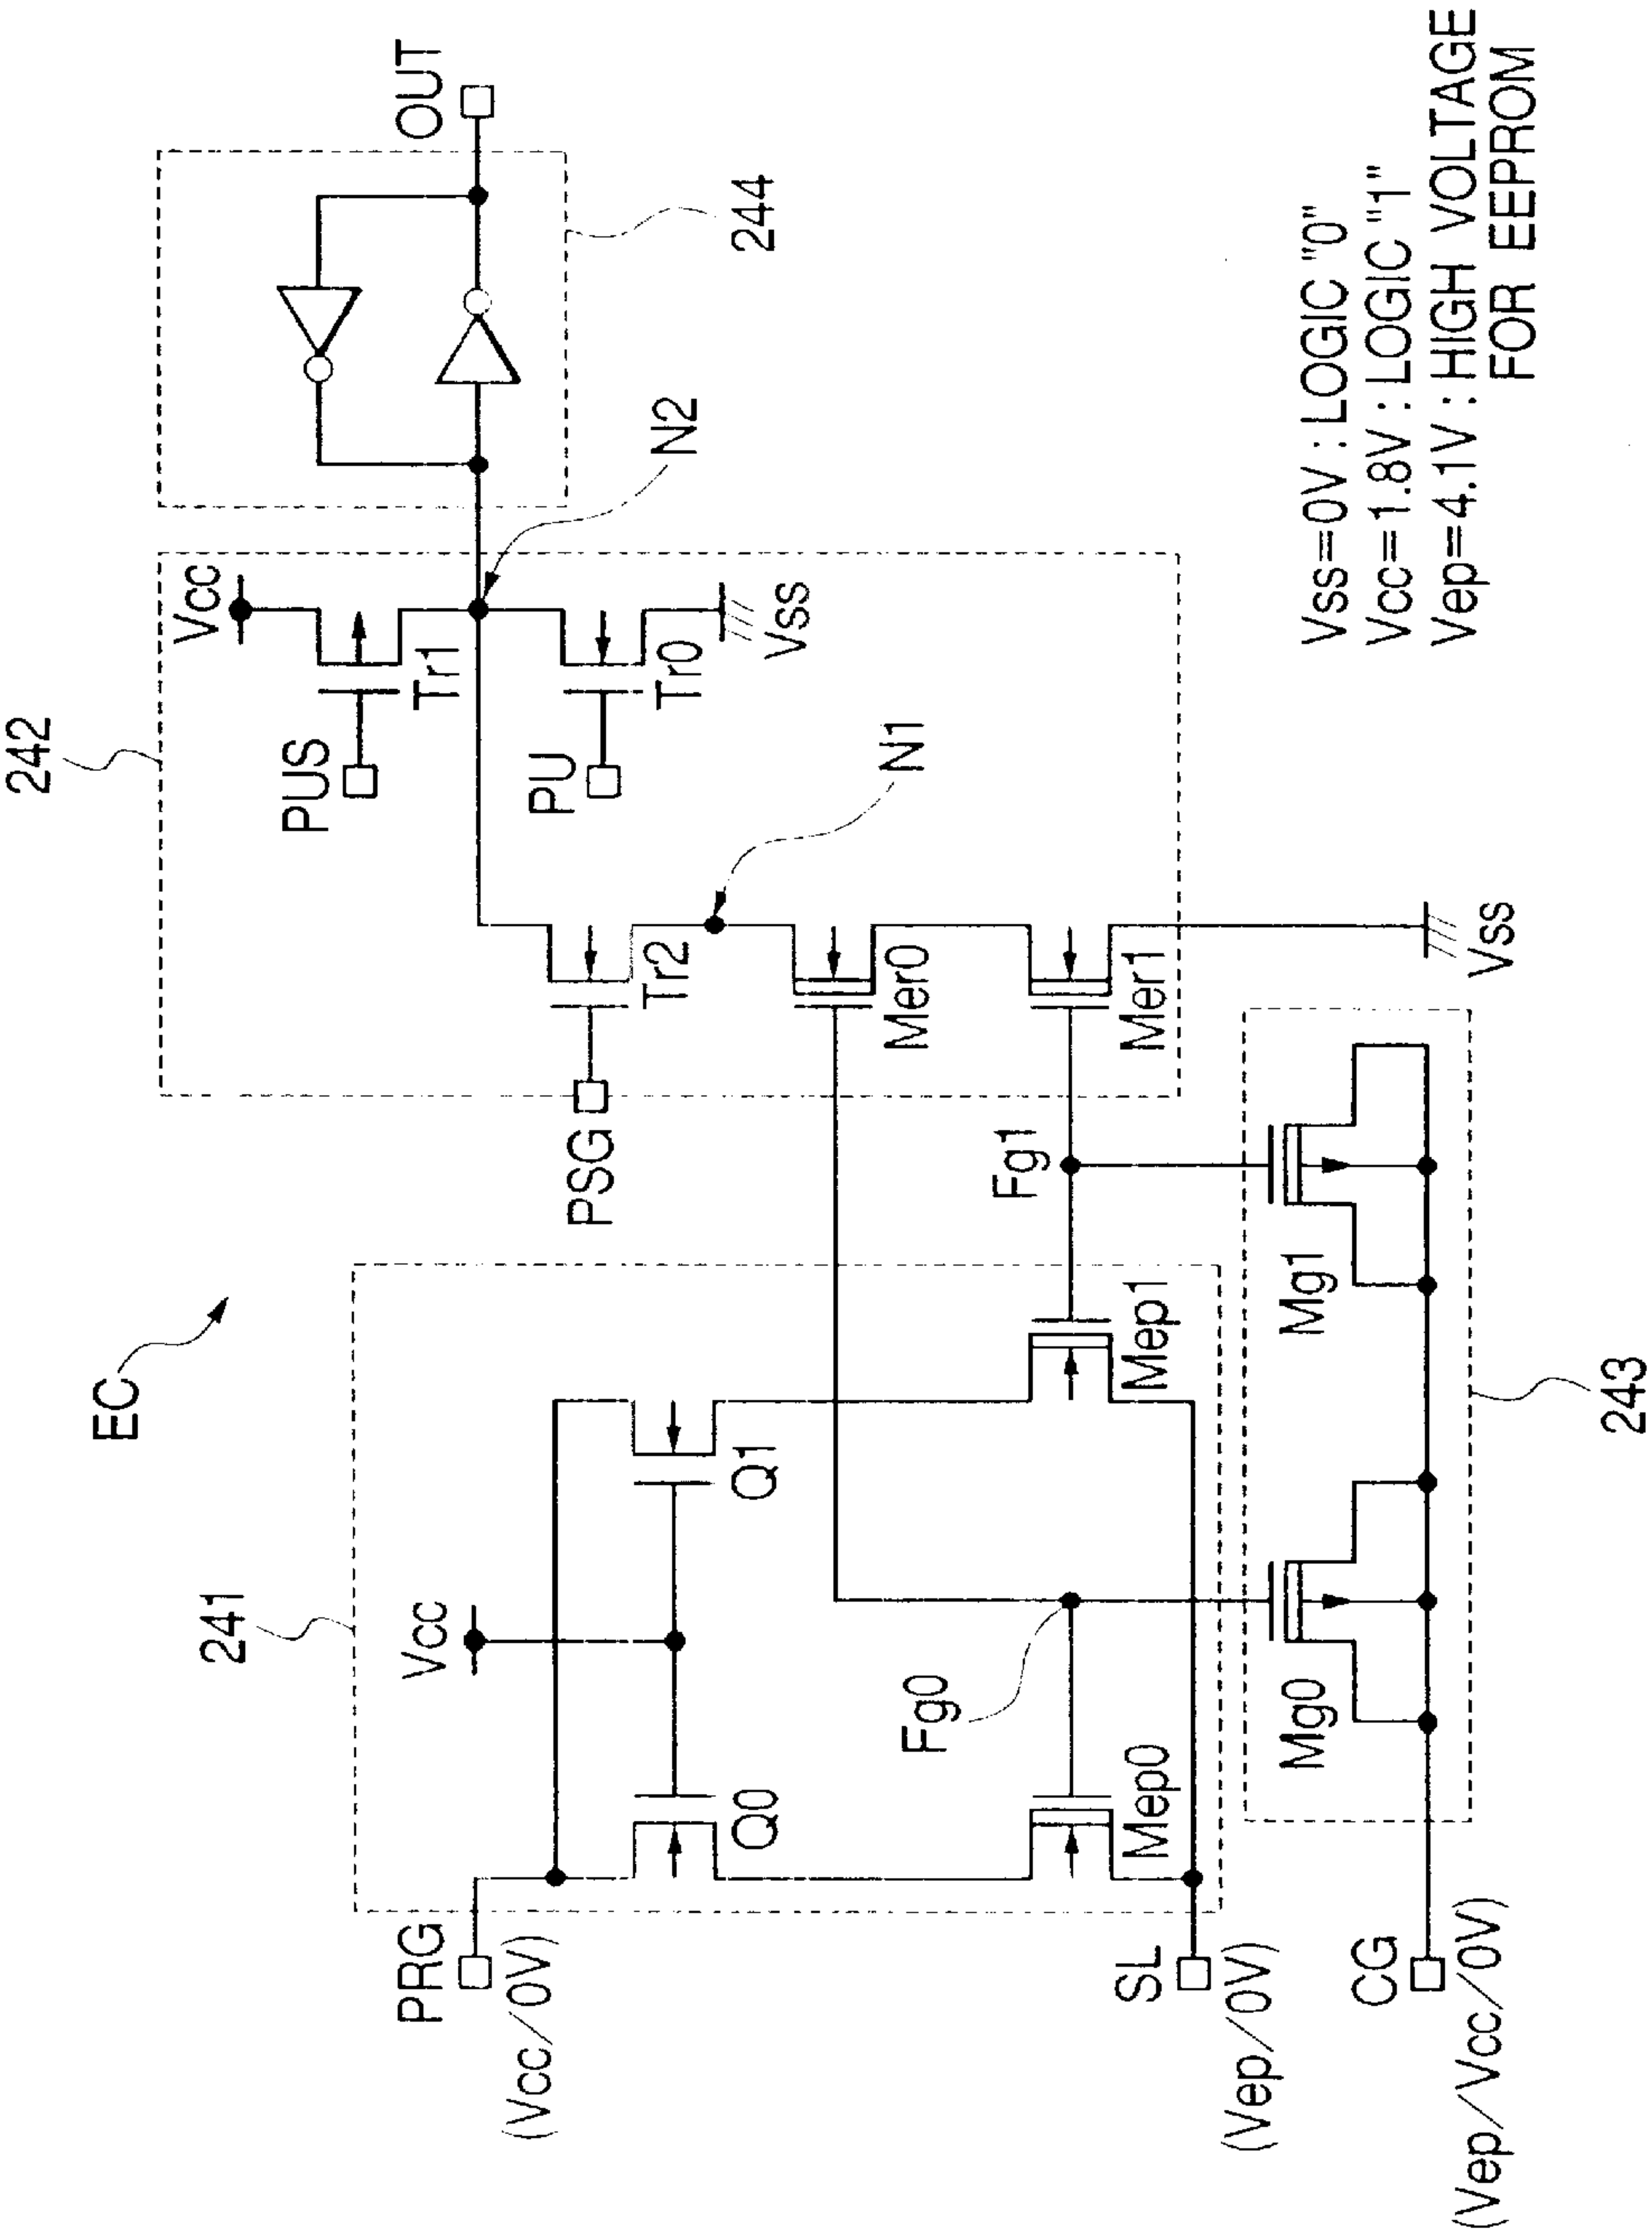 EC
241
PRG
(Vcc/0V)
Vcc
Q0
Q1
Fg0
Mep0
Mep1
SL
(Vep/0V)
CG
(Vep/Vcc/0V)
Mg0
Mg1
243
Fg1
242
PSG
PUS
PU
Vcc
Tr1
Tr0
Vss
Tr2
N1
N2
Mer0
Mer1
Vss
OUT
244
Vss=0V : LOGIC "0"
Vcc=1.8V : LOGIC "1"
Vep=4.1V : HIGH VOLTAGE
FOR EEPROM